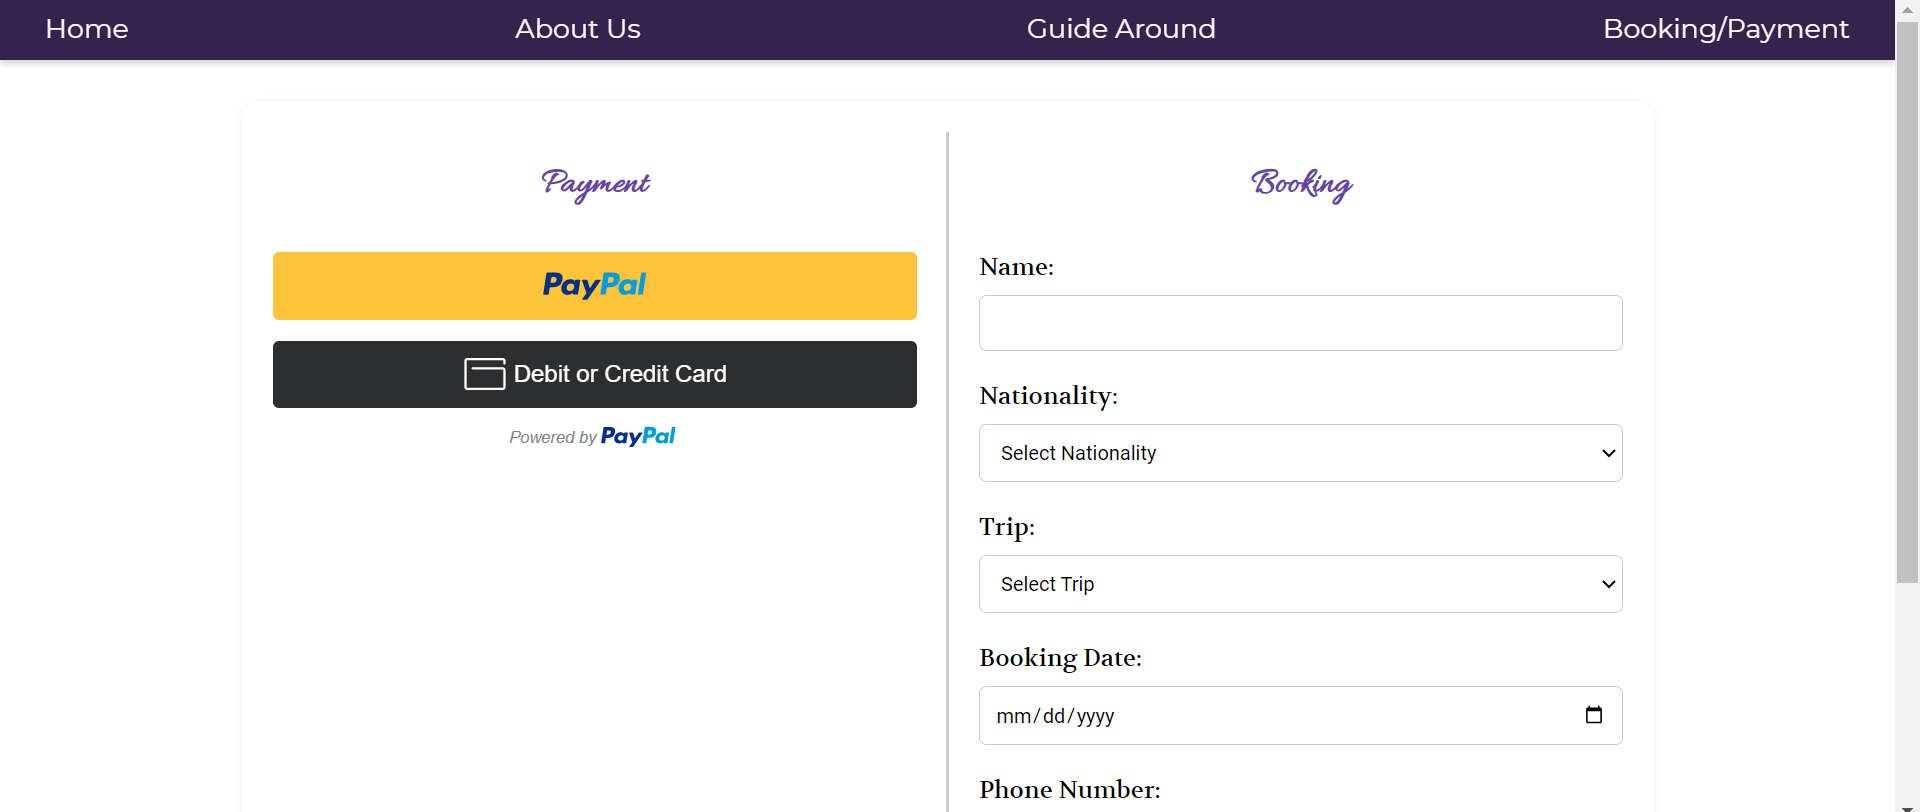 Home About Us Guide Around Booking/Payment
Payment
PayPal
Debit or Credit Card
Powered by PayPal
Booking
Name:
Nationality:
Select Nationality
Trip:
Select Trip
Booking Date:
mm/dd/yyyy
Phone Number: